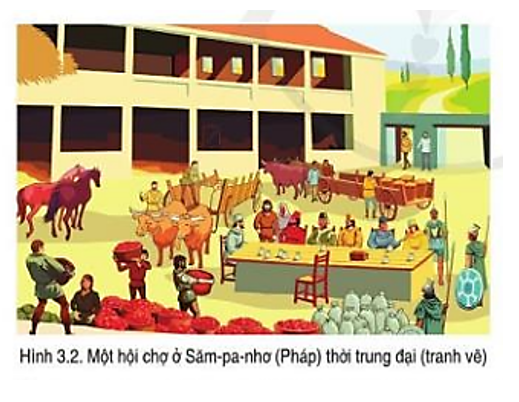 Hình 3.2. Một hội chợ ở Săm-pa-nhơ (Pháp) thời trung đại (tranh vẽ)